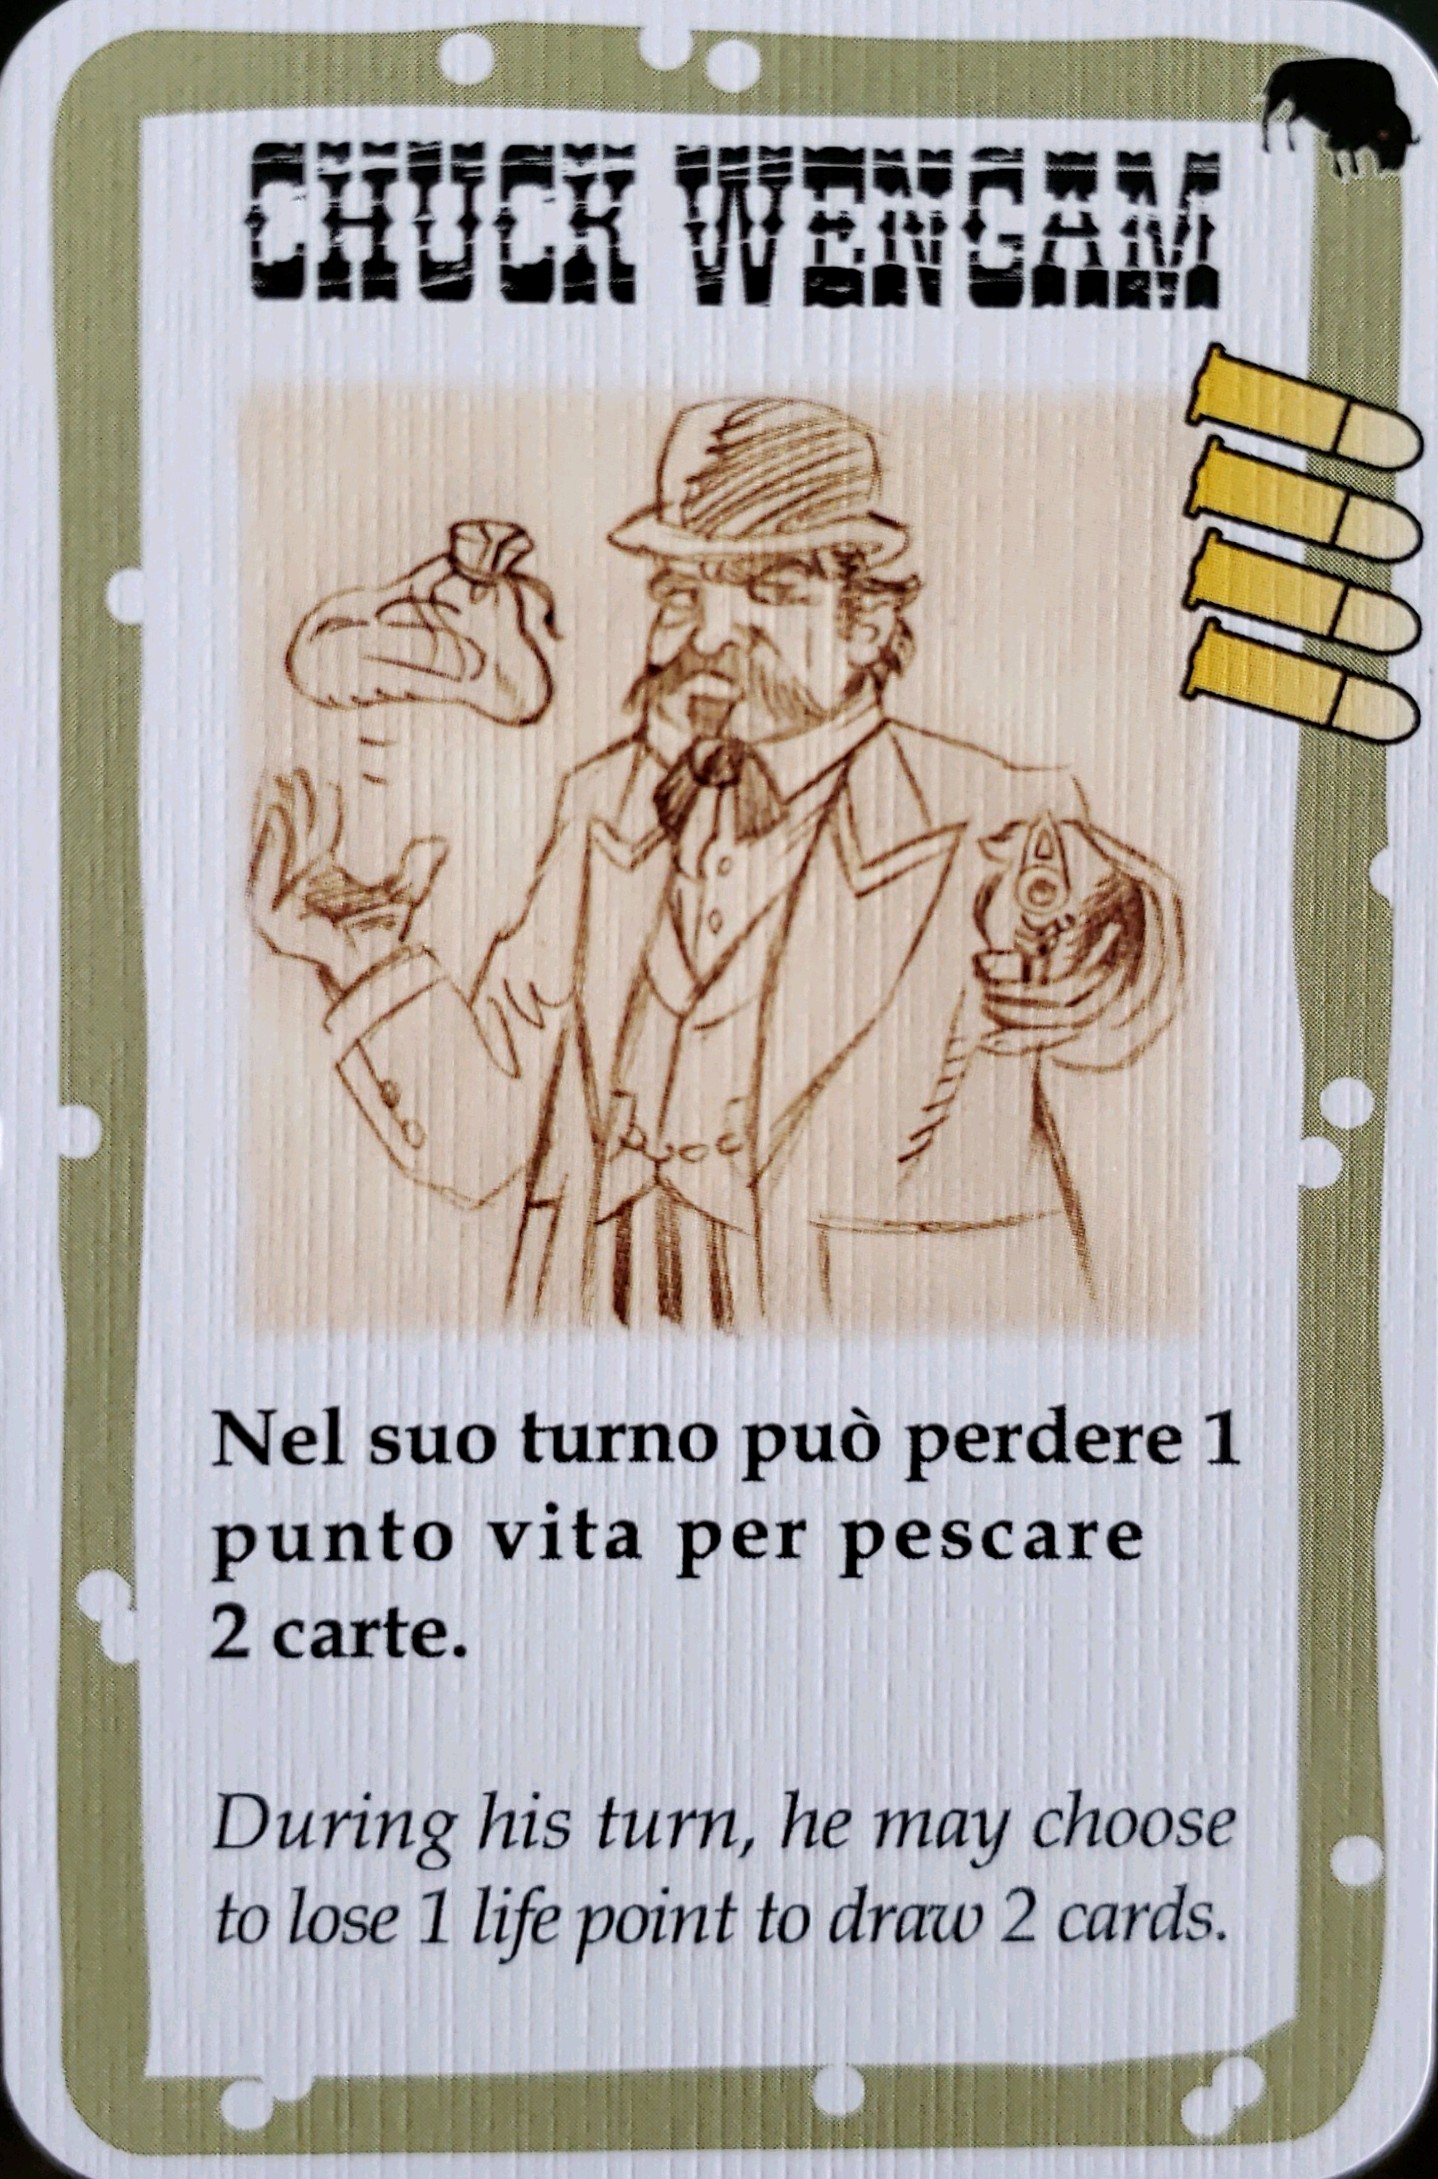 CHUCK WENGAM
Nel suo turno può perdere 1
punto vita per pescare
2 carte.
During his turn, he may choose
to lose 1 life point to draw 2 cards.